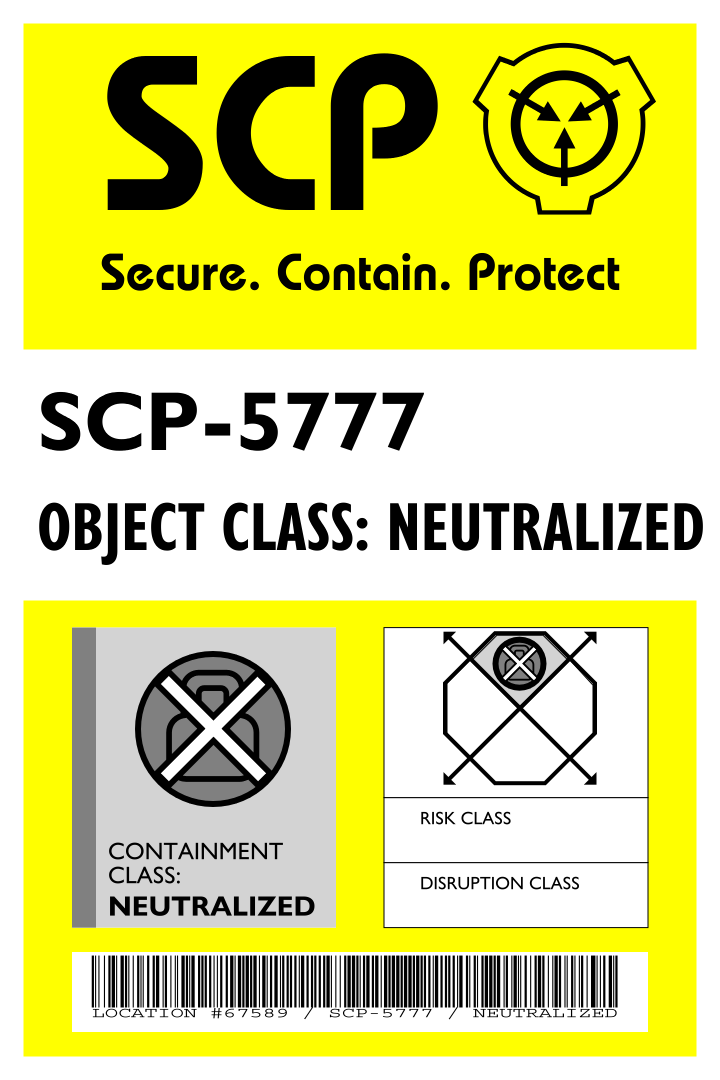 SCP
Secure. Contain. Protect
SCP-5777
OBJECT CLASS: NEUTRALIZED
CONTAINMENT
CLASS:
NEUTRALIZED
RISK CLASS
DISRUPTION CLASS
LOCATION #67589 / SCP-5777 / NEUTRALIZED